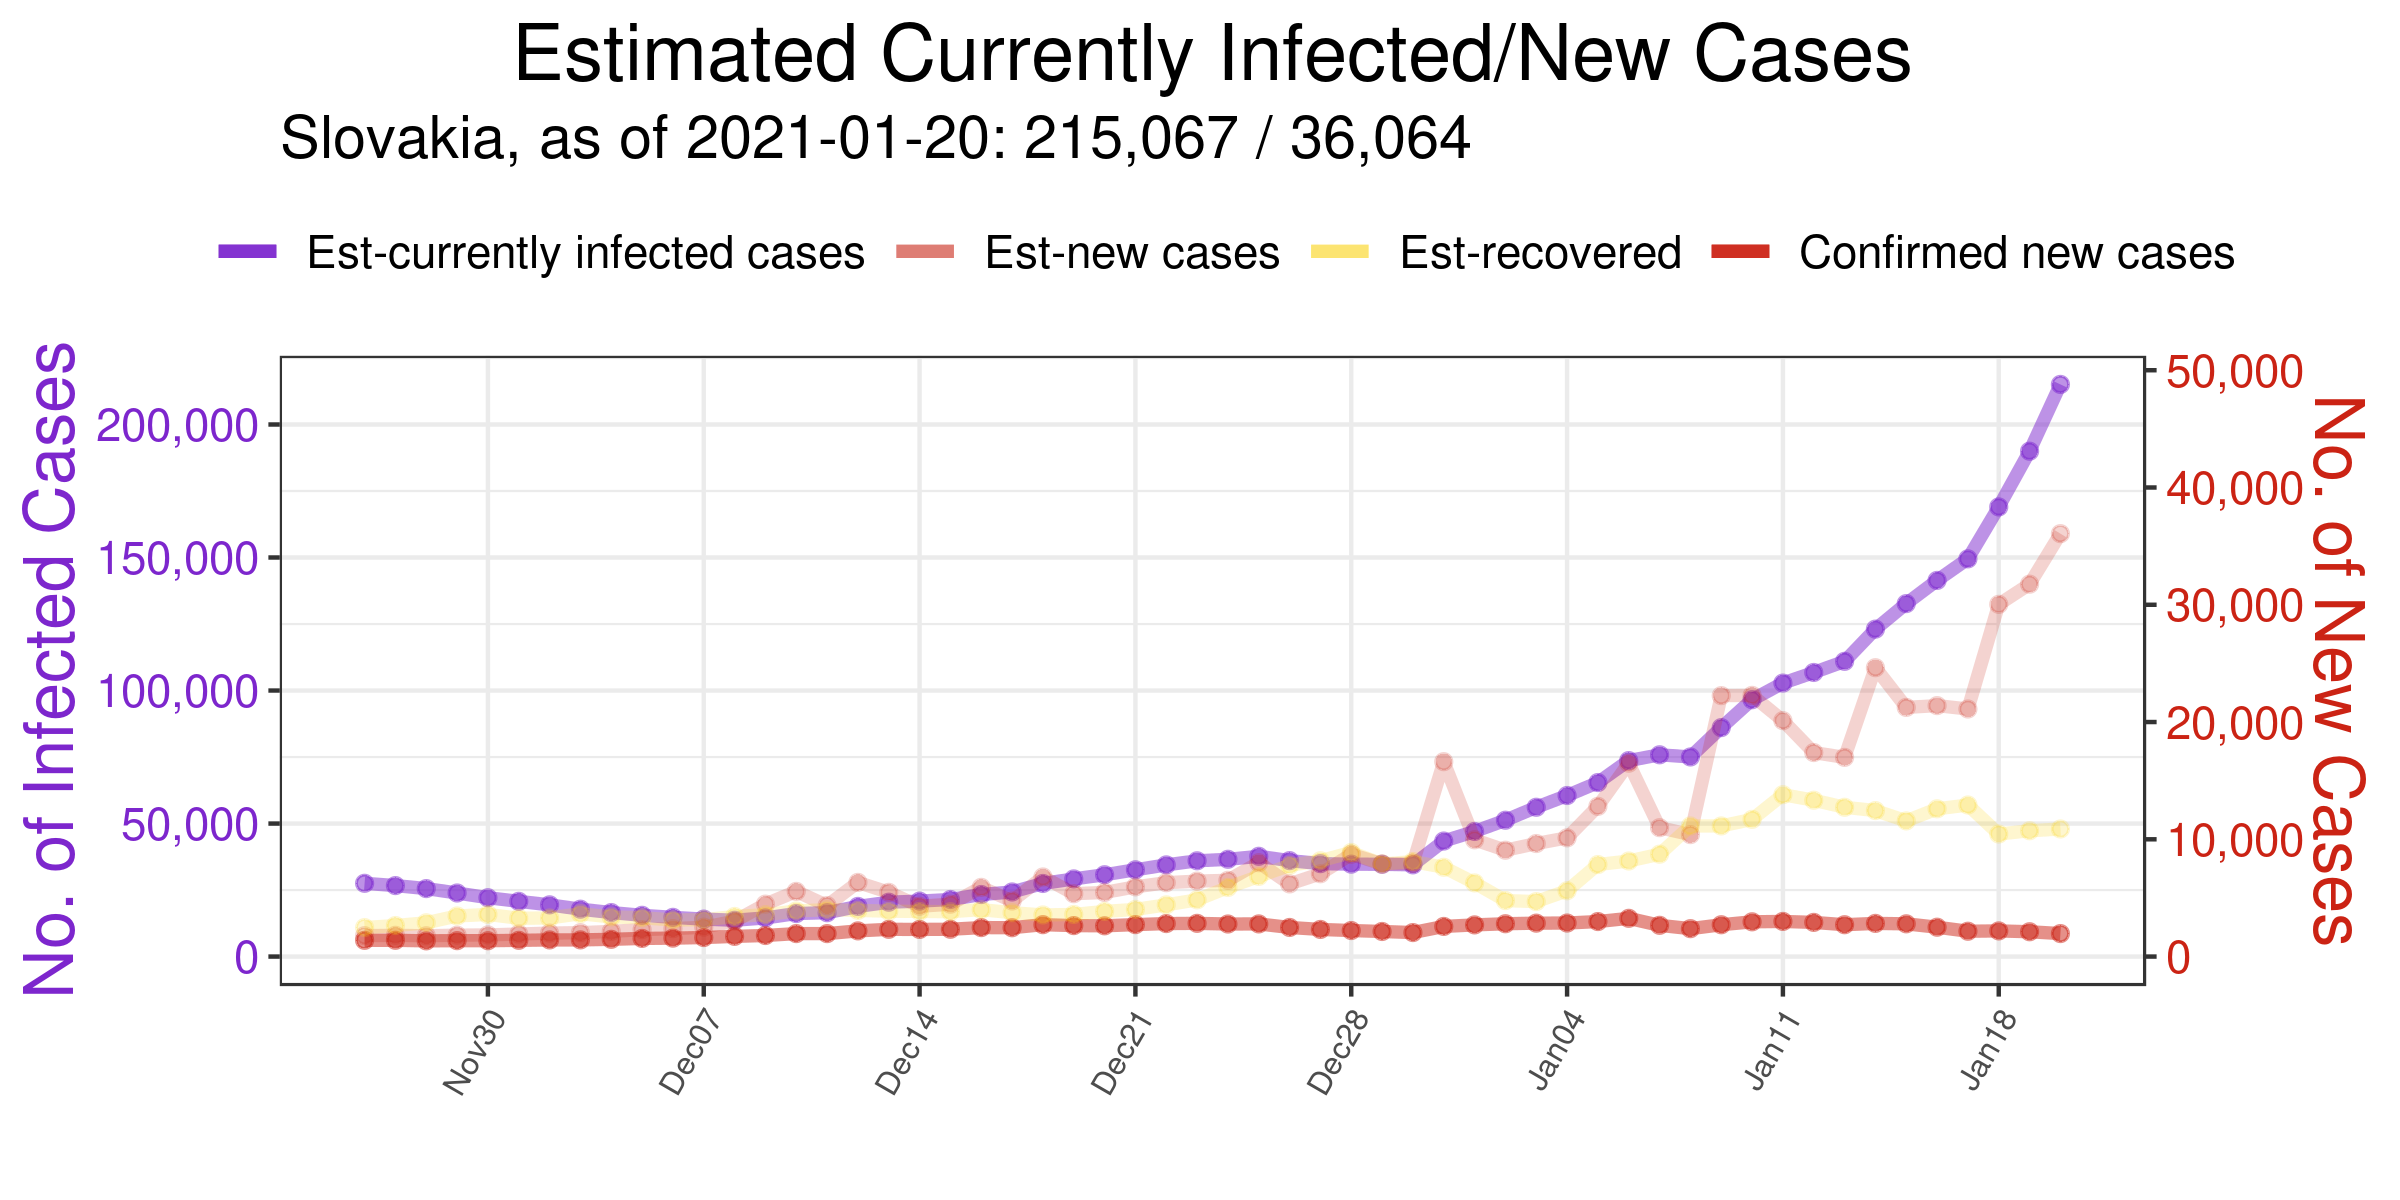 Estimated Currently Infected/New Cases
Slovakia, as of 2021-01-20: 215,067 / 36,064
Est-currently infected cases Est-new cases Est-recovered Confirmed new cases
No. of Infected Cases
200,000
150,000
100,000
50,000
0
50,000
40,000
30,000
20,000
10,000
0
No. of New Cases
Nov30 Dec07 Dec14 Dec21 Dec28 Jan04 Jan11 Jan18